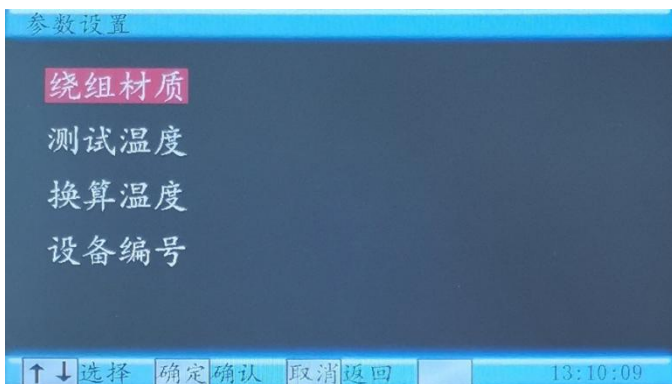 参数设置
绕组材质
测试温度
换算温度
设备编号
↑↓选择 确定确认 取消返回 13:10:09